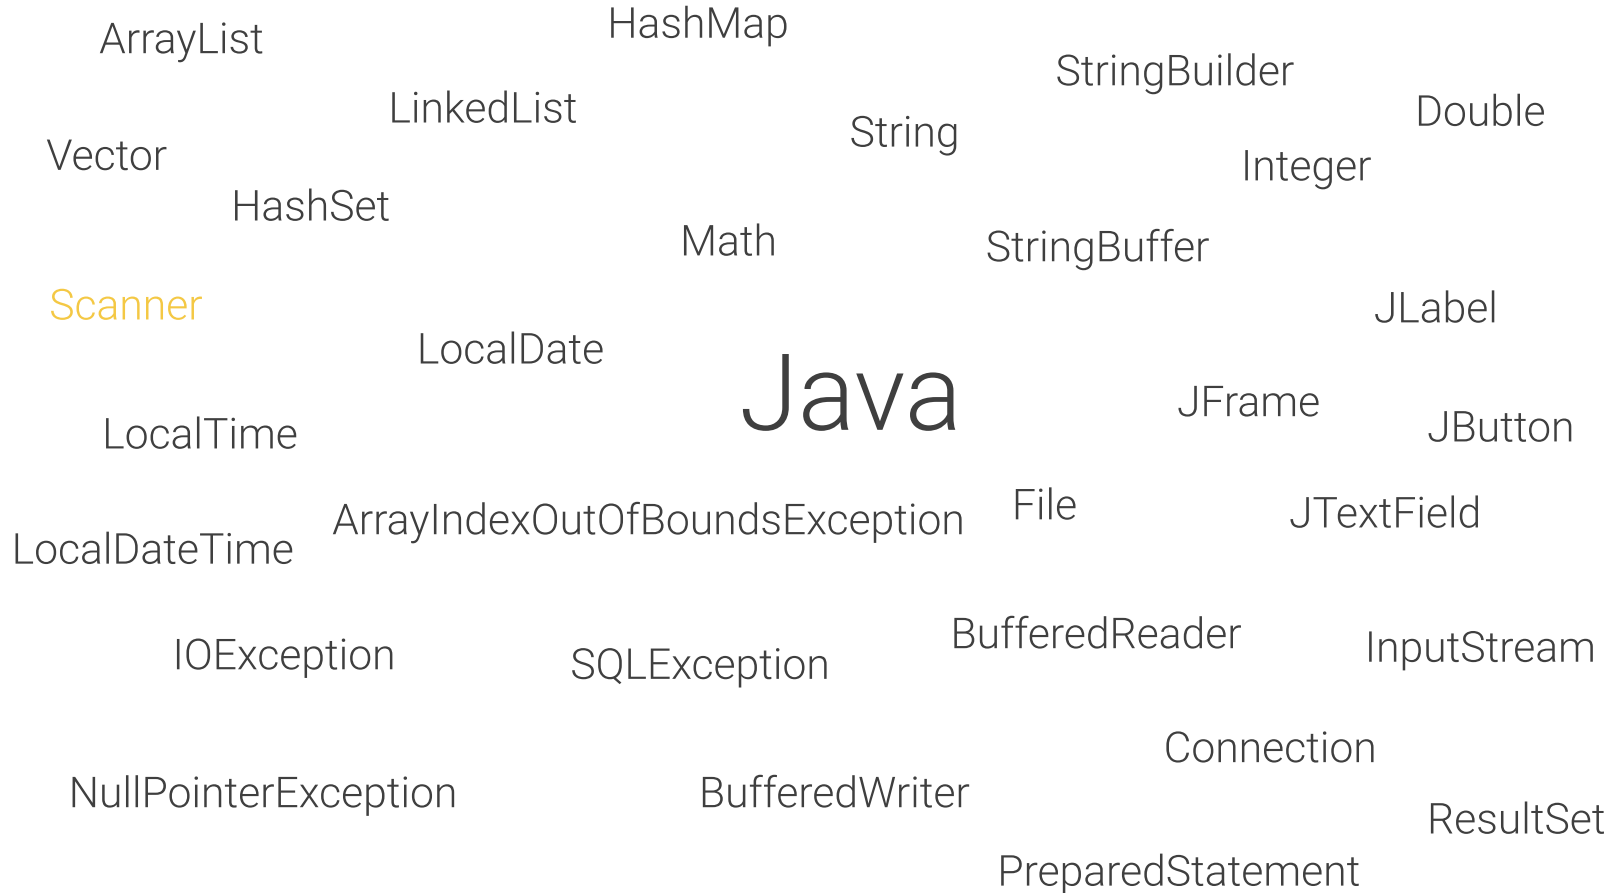 HashMap
ArrayList
StringBuilder
LinkedList
Double
String
Vector
Integer
HashSet
Math
StringBuffer
Scanner
JLabel
LocalDate
Java
JFrame
JButton
LocalTime
File
JTextField
ArrayIndexOutOfBoundsException
LocalDateTime
BufferedReader
InputStream
IOException
SQLException
Connection
NullPointerException
BufferedWriter
ResultSet
PreparedStatement